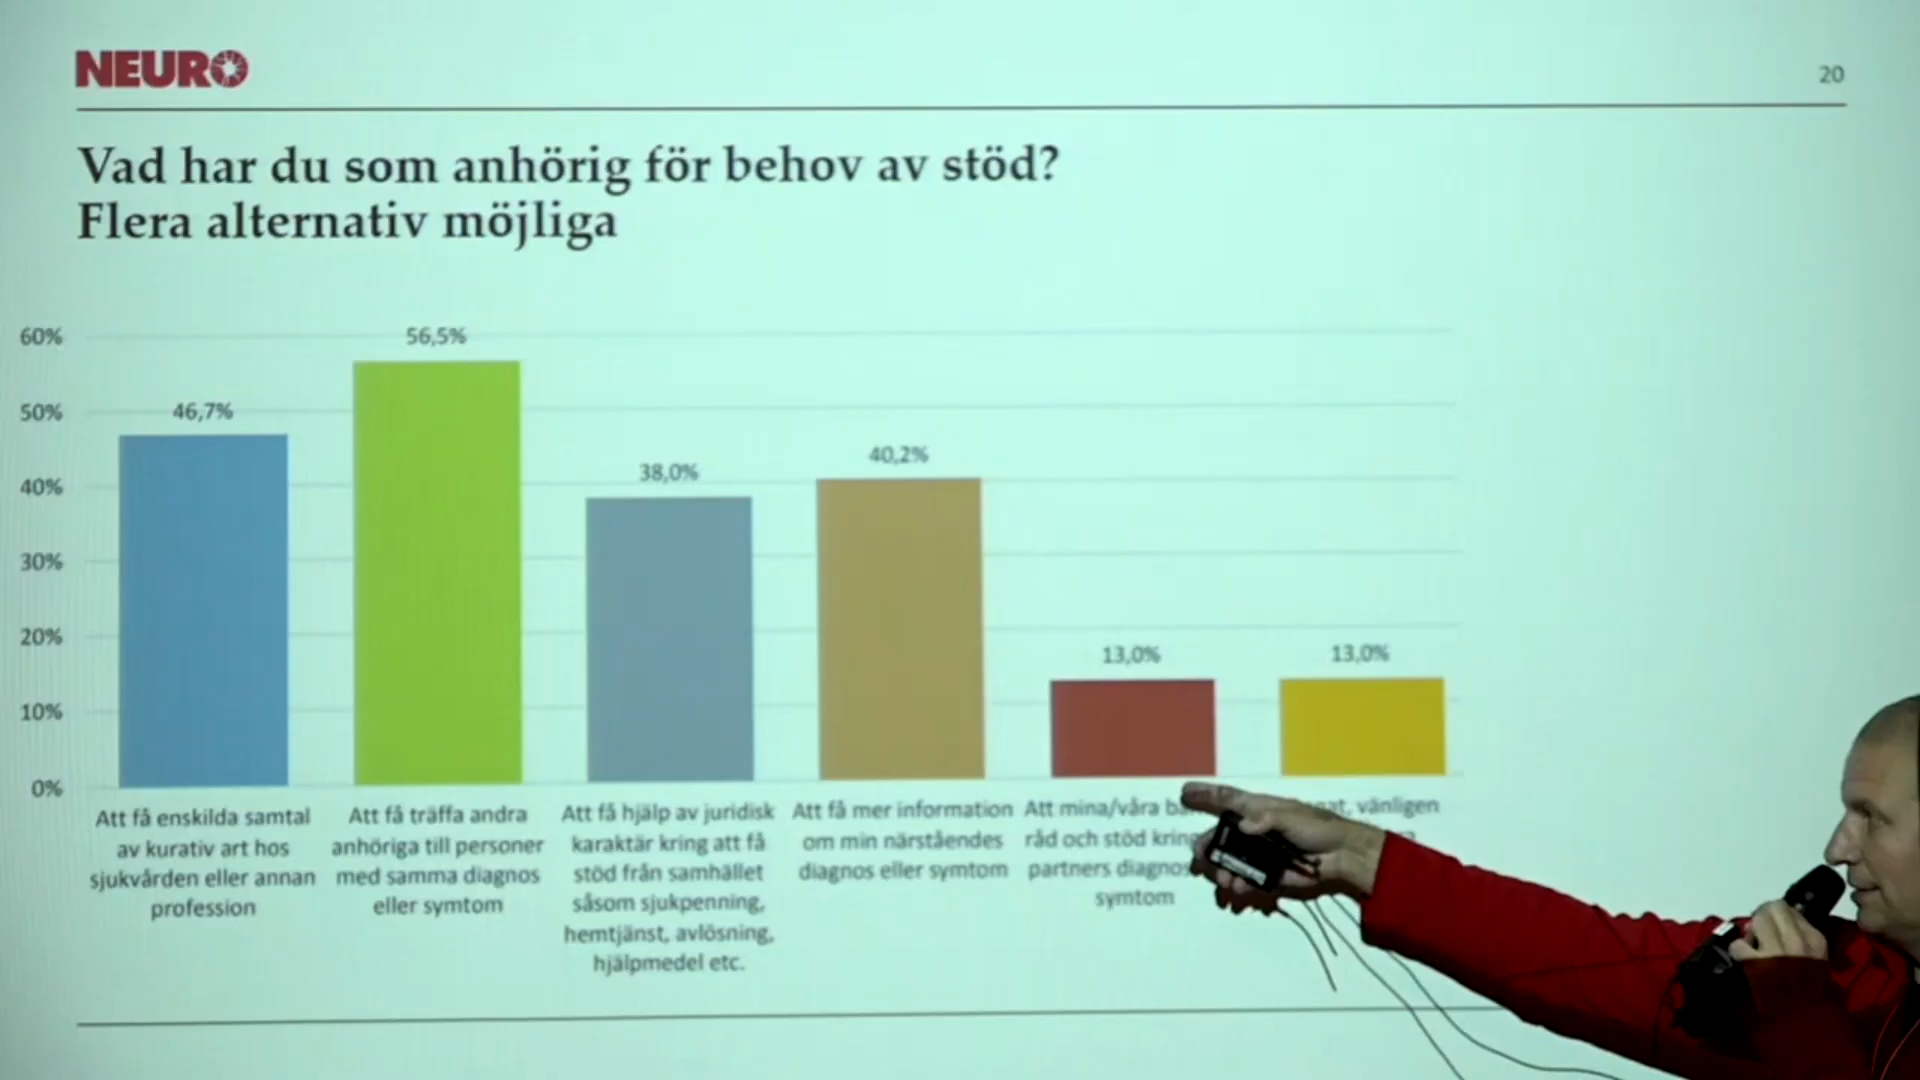 NEURO
20
Vad har du som anhörig för behov av stöd?
Flera alternativ möjliga
60%
50%
40%
30%
20%
10%
0%
46,7%
56,5%
38,0%
40,2%
13,0%
13,0%
Att få enskilda samtal
av kurativ art hos
sjukvården eller annan
profession
Att få träffa andra
anhöriga till personer
med samma diagnos
eller symtom
Att få hjälp av juridisk
karaktär kring att få
stöd från samhället
såsom sjukpenning,
hemtjänst, avlösning,
hjälpmedel etc.
Att få mer information
om min närståendes
diagnos eller symtom
Att mina/våra
råd och stöd kring
partners diagnos
symtom
vänligen